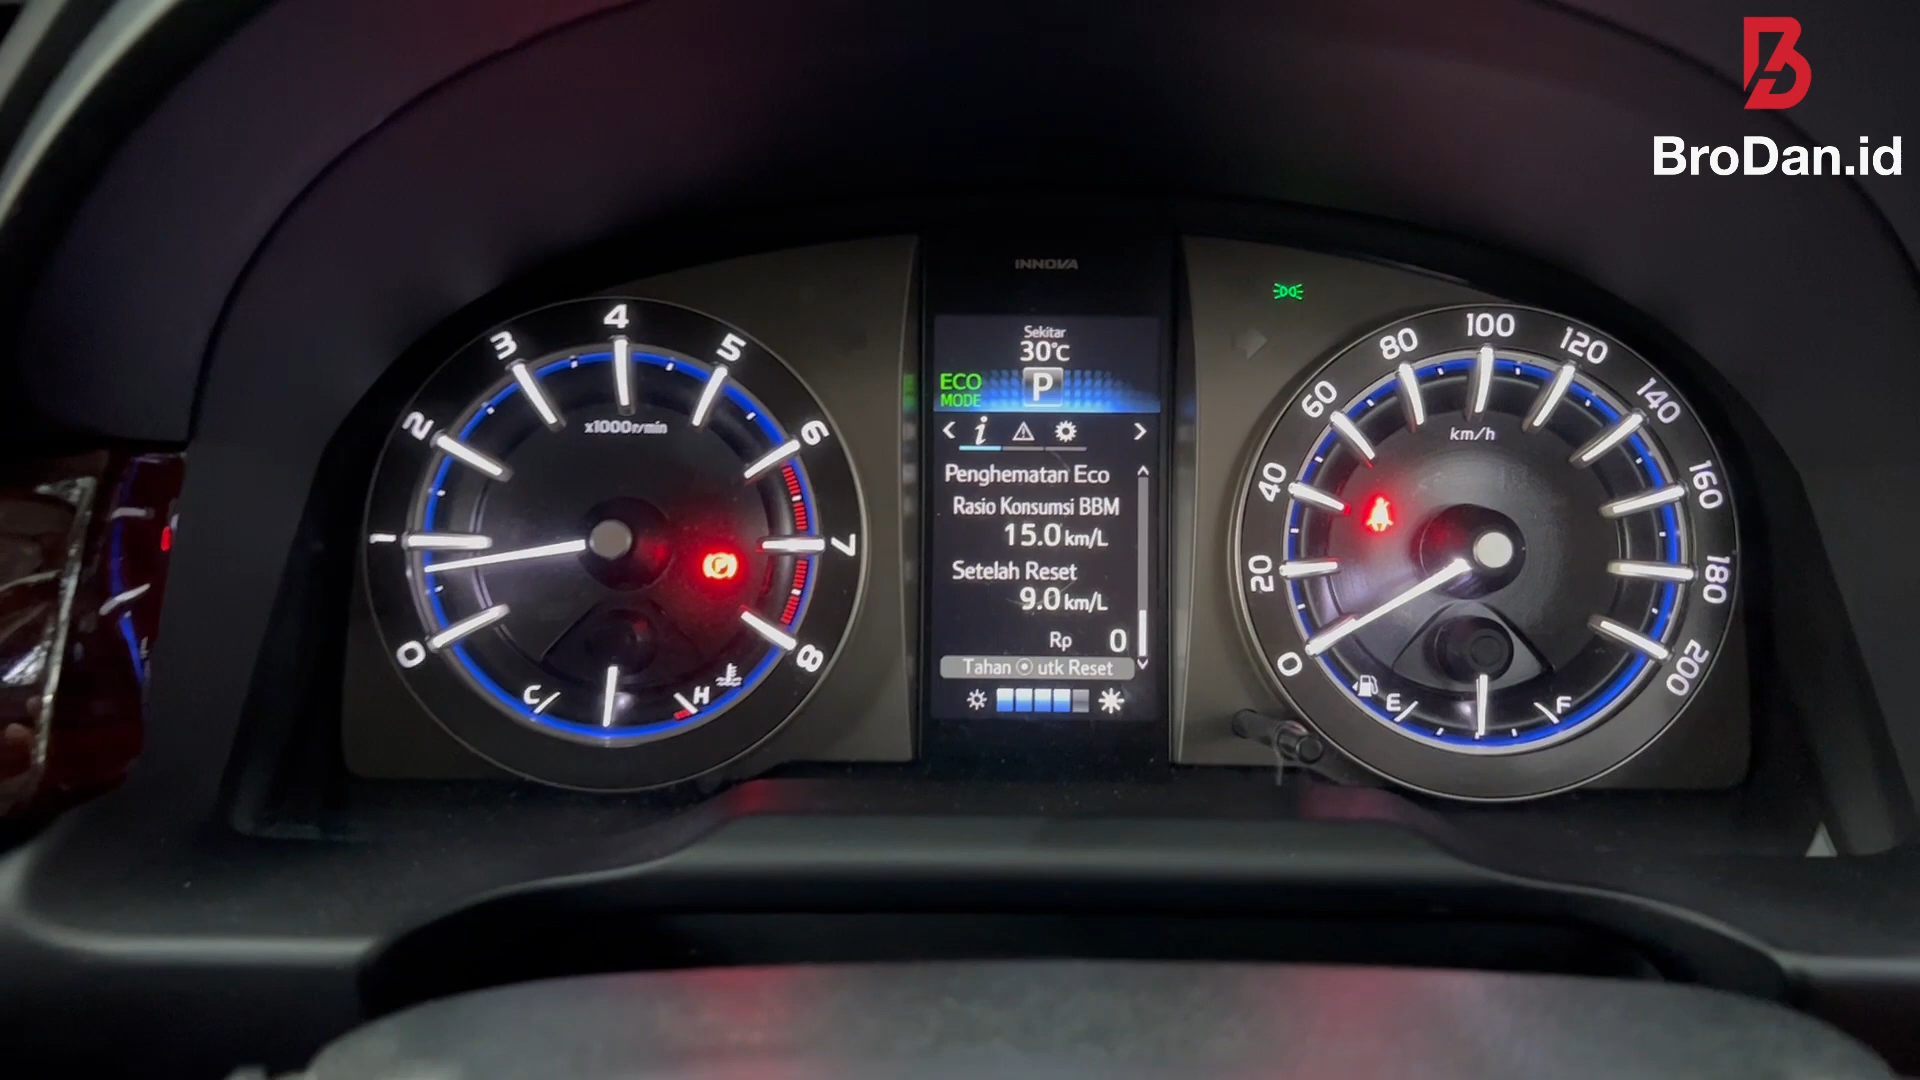 BroDan.id
INNOVA
Sekitar
30°C
ECO
MODE
P
i
Penghematan Eco
Rasio Konsumsi BBM
15.0 km/L
Setelah Reset
9.0 km/L
Rp 0
Tahan ⦿ utk Reset
0
1
2
3
4
5
6
7
8
x1000r/min
P
C
H
0
20
40
60
80
100
120
140
160
180
200
km/h
E
F